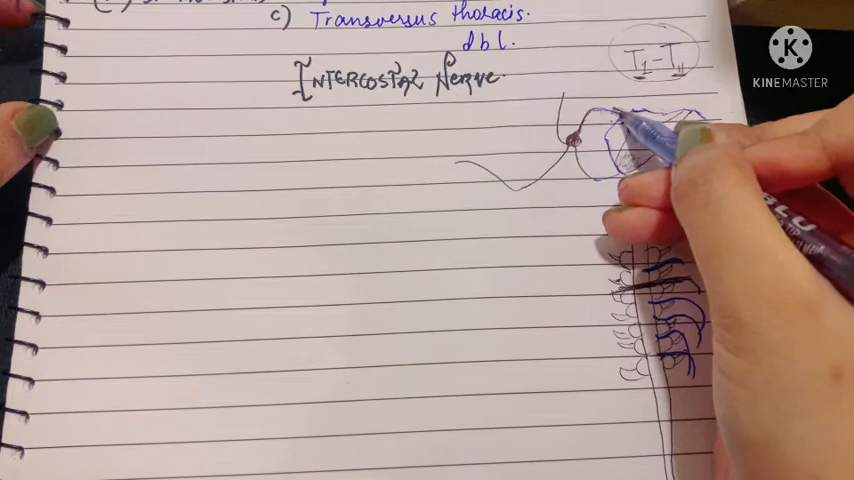 c) Transversus thoracis.
dbl.
INTERCOSTAL Nerve.
T1 - T11
KINEMASTER